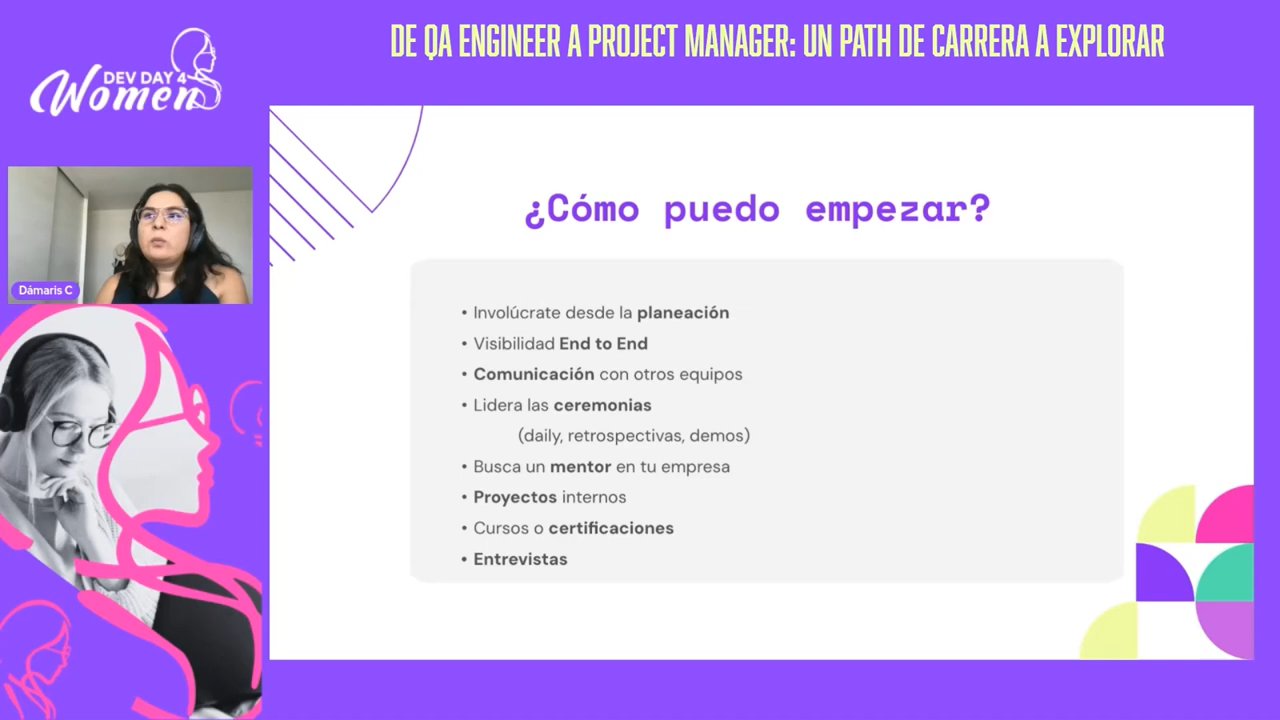 DE QA ENGINEER A PROJECT MANAGER: UN PATH DE CARRERA A EXPLORAR
DEV DAY 4
Women
Dámaris C
¿Cómo puedo empezar?
• Involúcrate desde la planeación
• Visibilidad End to End
• Comunicación con otros equipos
• Lidera las ceremonias
(daily, retrospectivas, demos)
• Busca un mentor en tu empresa
• Proyectos internos
• Cursos o certificaciones
• Entrevistas